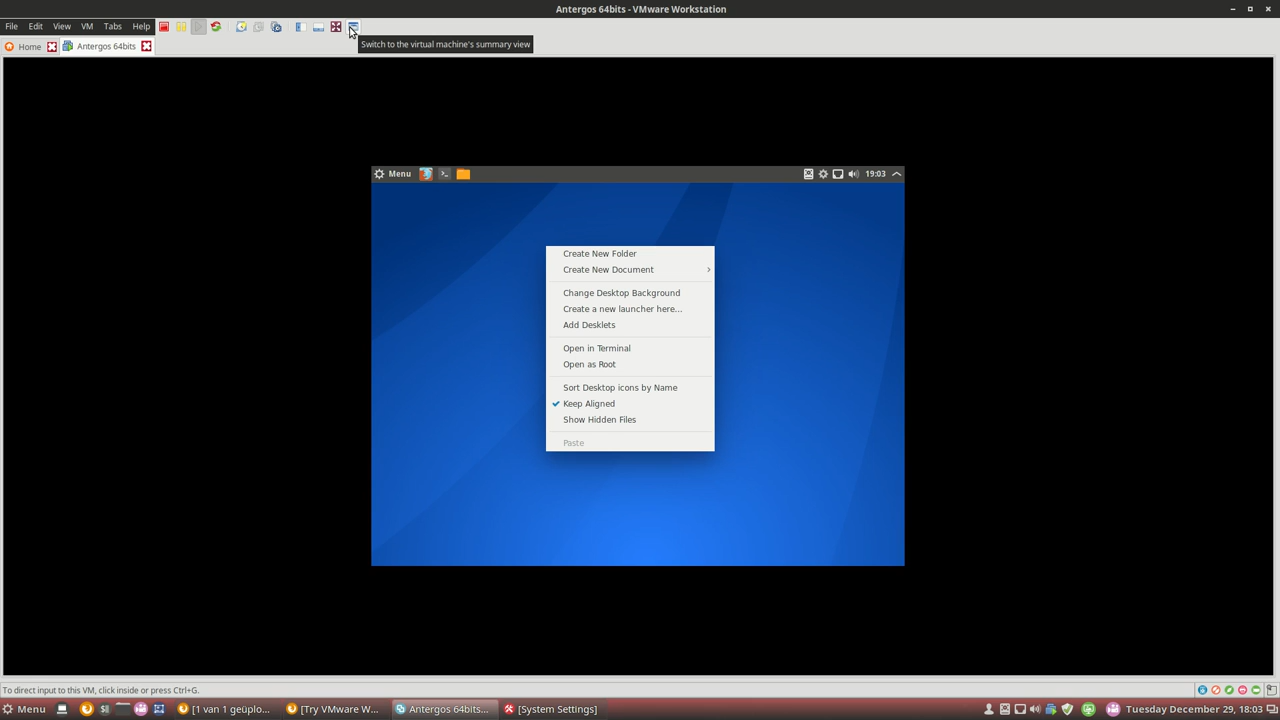 Antergos 64bits - VMware Workstation
File Edit View VM Tabs Help
Home Antergos 64bits
Switch to the virtual machine's summary view
Menu 19:03
Create New Folder
Create New Document
Change Desktop Background
Create a new launcher here...
Add Desklets
Open in Terminal
Open as Root
Sort Desktop icons by Name
Keep Aligned
Show Hidden Files
Paste
To direct input to this VM, click inside or press Ctrl+G.
Menu [1 van 1 geüplo... [Try VMware W... Antergos 64bits... [System Settings] Tuesday December 29, 18:03